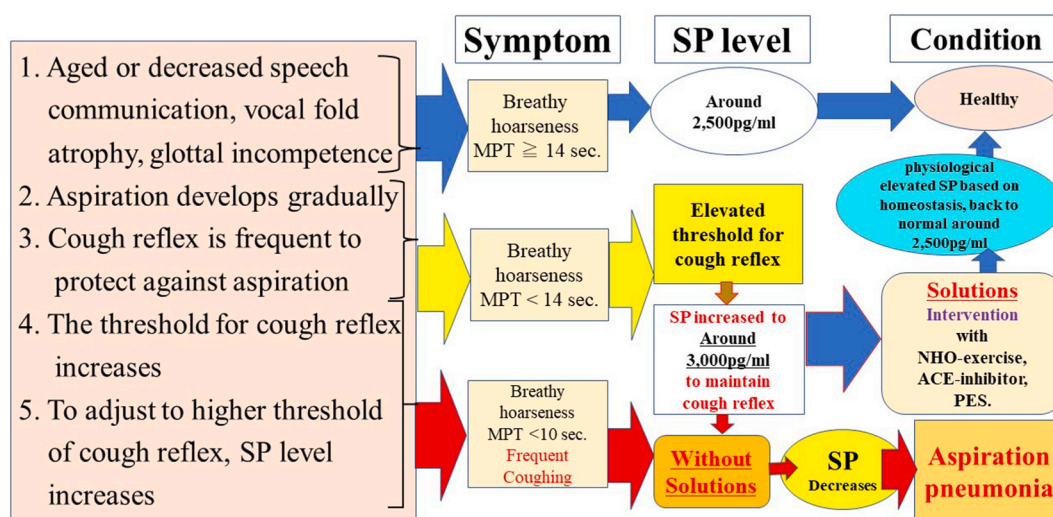 Symptom
SP level
Condition
1. Aged or decreased speech
communication, vocal fold
atrophy, glottal incompetence
2. Aspiration develops gradually
3. Cough reflex is frequent to
protect against aspiration
4. The threshold for cough reflex
increases
5. To adjust to higher threshold
of cough reflex, SP level
increases
Breathy
hoarseness
MPT ≧ 14 sec.
Around
2,500pg/ml
Healthy
Breathy
hoarseness
MPT < 14 sec.
Elevated
threshold for
cough reflex
SP increased to
Around
3,000pg/ml
to maintain
cough reflex
physiological
elevated SP based on
homeostasis, back to
normal around
2,500pg/ml
Solutions
Intervention
with
NHO-exercise,
ACE-inhibitor,
PES.
Breathy
hoarseness
MPT <10 sec.
Frequent
Coughing
Without
Solutions
SP
Decreases
Aspiration
pneumonia